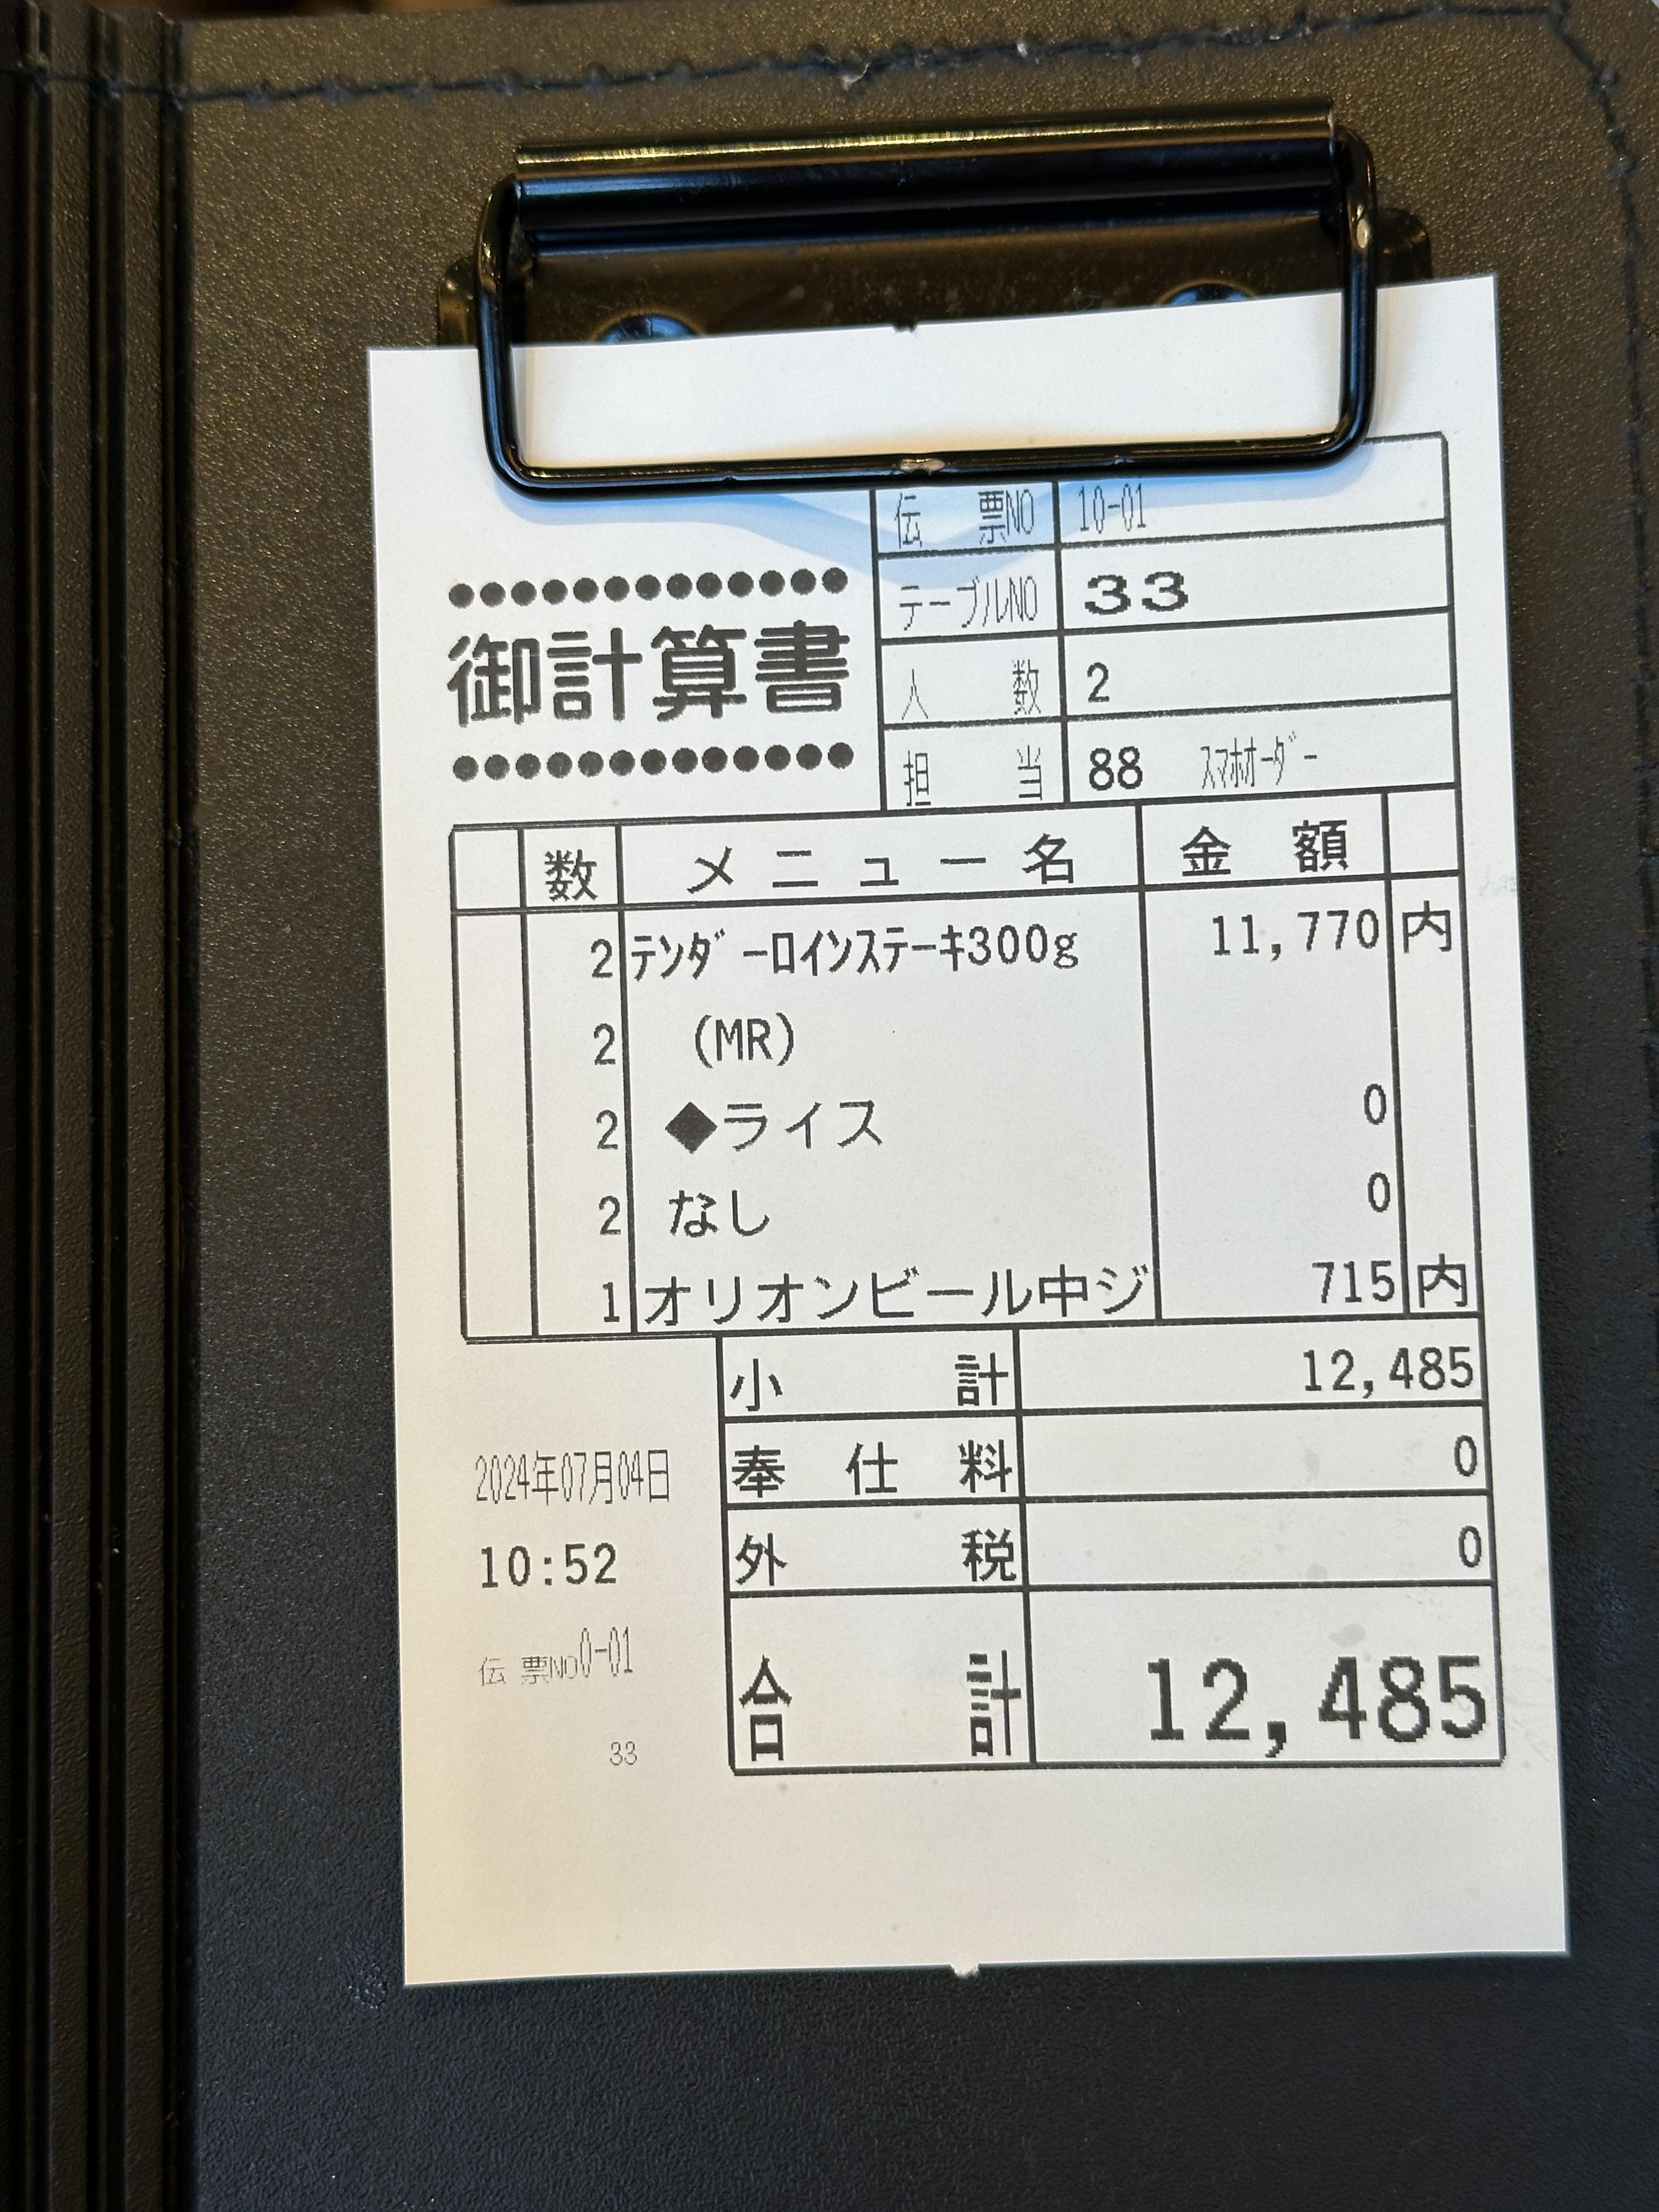 伝 票NO 10-01
テーブルNO 33
人 数 2
担 当 88 ｽﾏﾎｵｰﾀﾞｰ
御計算書
数 メニュー名 金 額
2 ﾃﾝﾀﾞｰﾛｲﾝｽﾃｰｷ300g 11,770 内
2 (MR)
2 ◆ライス 0
2 なし 0
1 オリオンビール中ジ 715 内
小 計 12,485
奉 仕 料 0
外 税 0
合 計 12,485
2024年07月04日
10:52
伝 票NO0-01
33